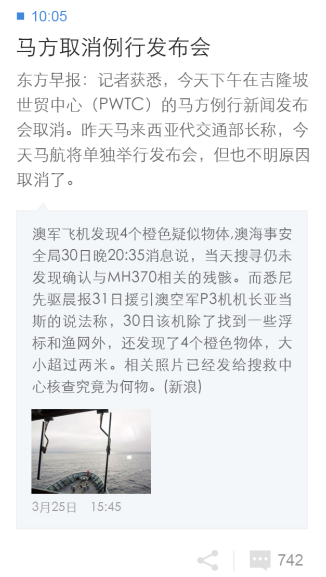 10:05
马方取消例行发布会
东方早报：记者获悉，今天下午在吉隆坡
世贸中心（PWTC）的马方例行新闻发布
会取消。昨天马来西亚代交通部长称，今
天马航将单独举行发布会，但也不明原因
取消了。
澳军飞机发现4个橙色疑似物体,澳海事安
全局30日晚20:35消息说，当天搜寻仍未
发现确认与MH370相关的残骸。而悉尼
先驱晨报31日援引澳空军P3机机长亚当
斯的说法称，30日该机除了找到一些浮
标和渔网外，还发现了4个橙色物体，大
小超过两米。相关照片已经发给搜救中
心核查究竟为何物。(新浪)
3月25日 15:45
742